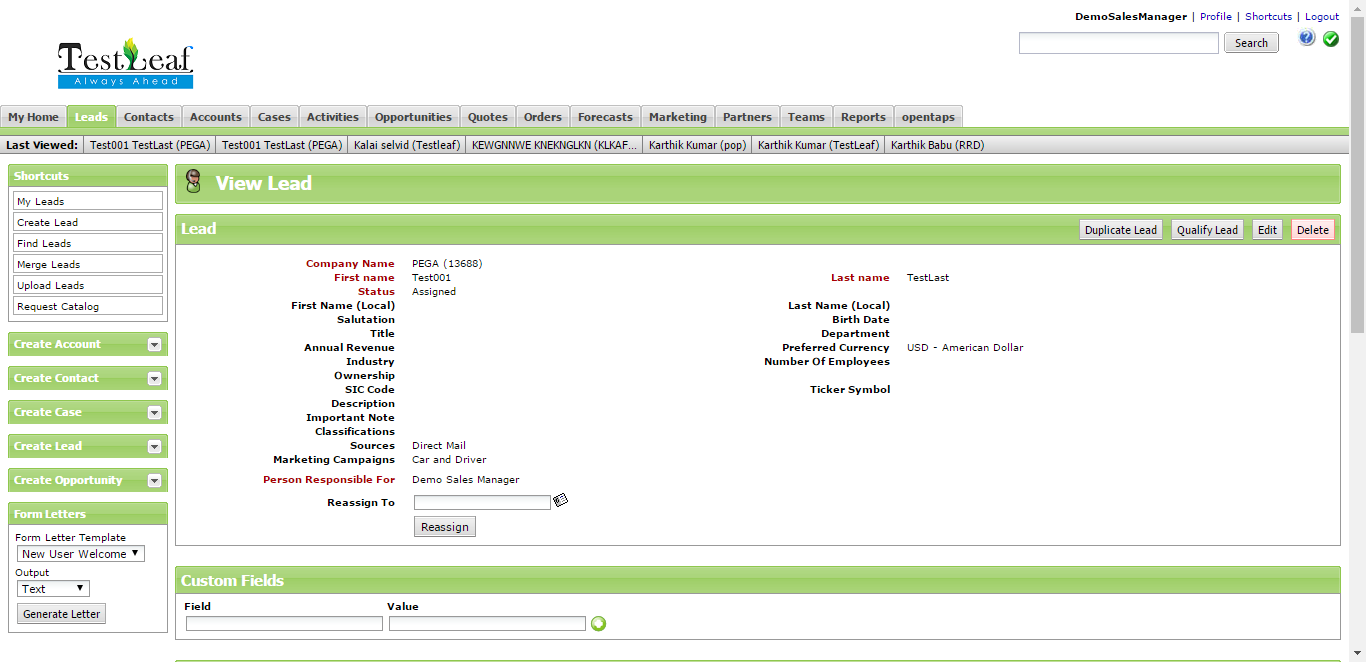 DemoSalesManager | Profile | Shortcuts | Logout
Search
TestLeaf
Always Ahead
My Home Leads Contacts Accounts Cases Activities Opportunities Quotes Orders Forecasts Marketing Partners Teams Reports opentaps
Last Viewed: Test001 TestLast (PEGA) Test001 TestLast (PEGA) Kalai selvid (Testleaf) KEWGNNWE KNEKNGLKN (KLKAF... Karthik Kumar (pop) Karthik Kumar (TestLeaf) Karthik Babu (RRD)
Shortcuts
My Leads
Create Lead
Find Leads
Merge Leads
Upload Leads
Request Catalog
Create Account
Create Contact
Create Case
Create Lead
Create Opportunity
Form Letters
Form Letter Template
New User Welcome
Output
Text
Generate Letter
View Lead
Lead Duplicate Lead Qualify Lead Edit Delete
Company Name PEGA (13688)
First name Test001 Last name TestLast
Status Assigned
First Name (Local) Last Name (Local)
Salutation Birth Date
Title Department
Annual Revenue Preferred Currency USD - American Dollar
Industry Number Of Employees
Ownership
SIC Code Ticker Symbol
Description
Important Note
Classifications
Sources Direct Mail
Marketing Campaigns Car and Driver
Person Responsible For Demo Sales Manager
Reassign To
Reassign
Custom Fields
Field Value